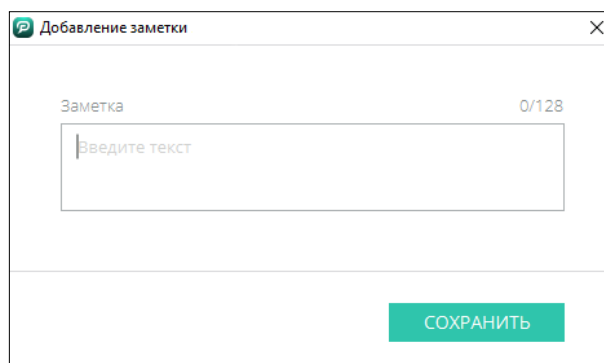 Добавление заметки
Заметка 0/128
Введите текст
СОХРАНИТЬ